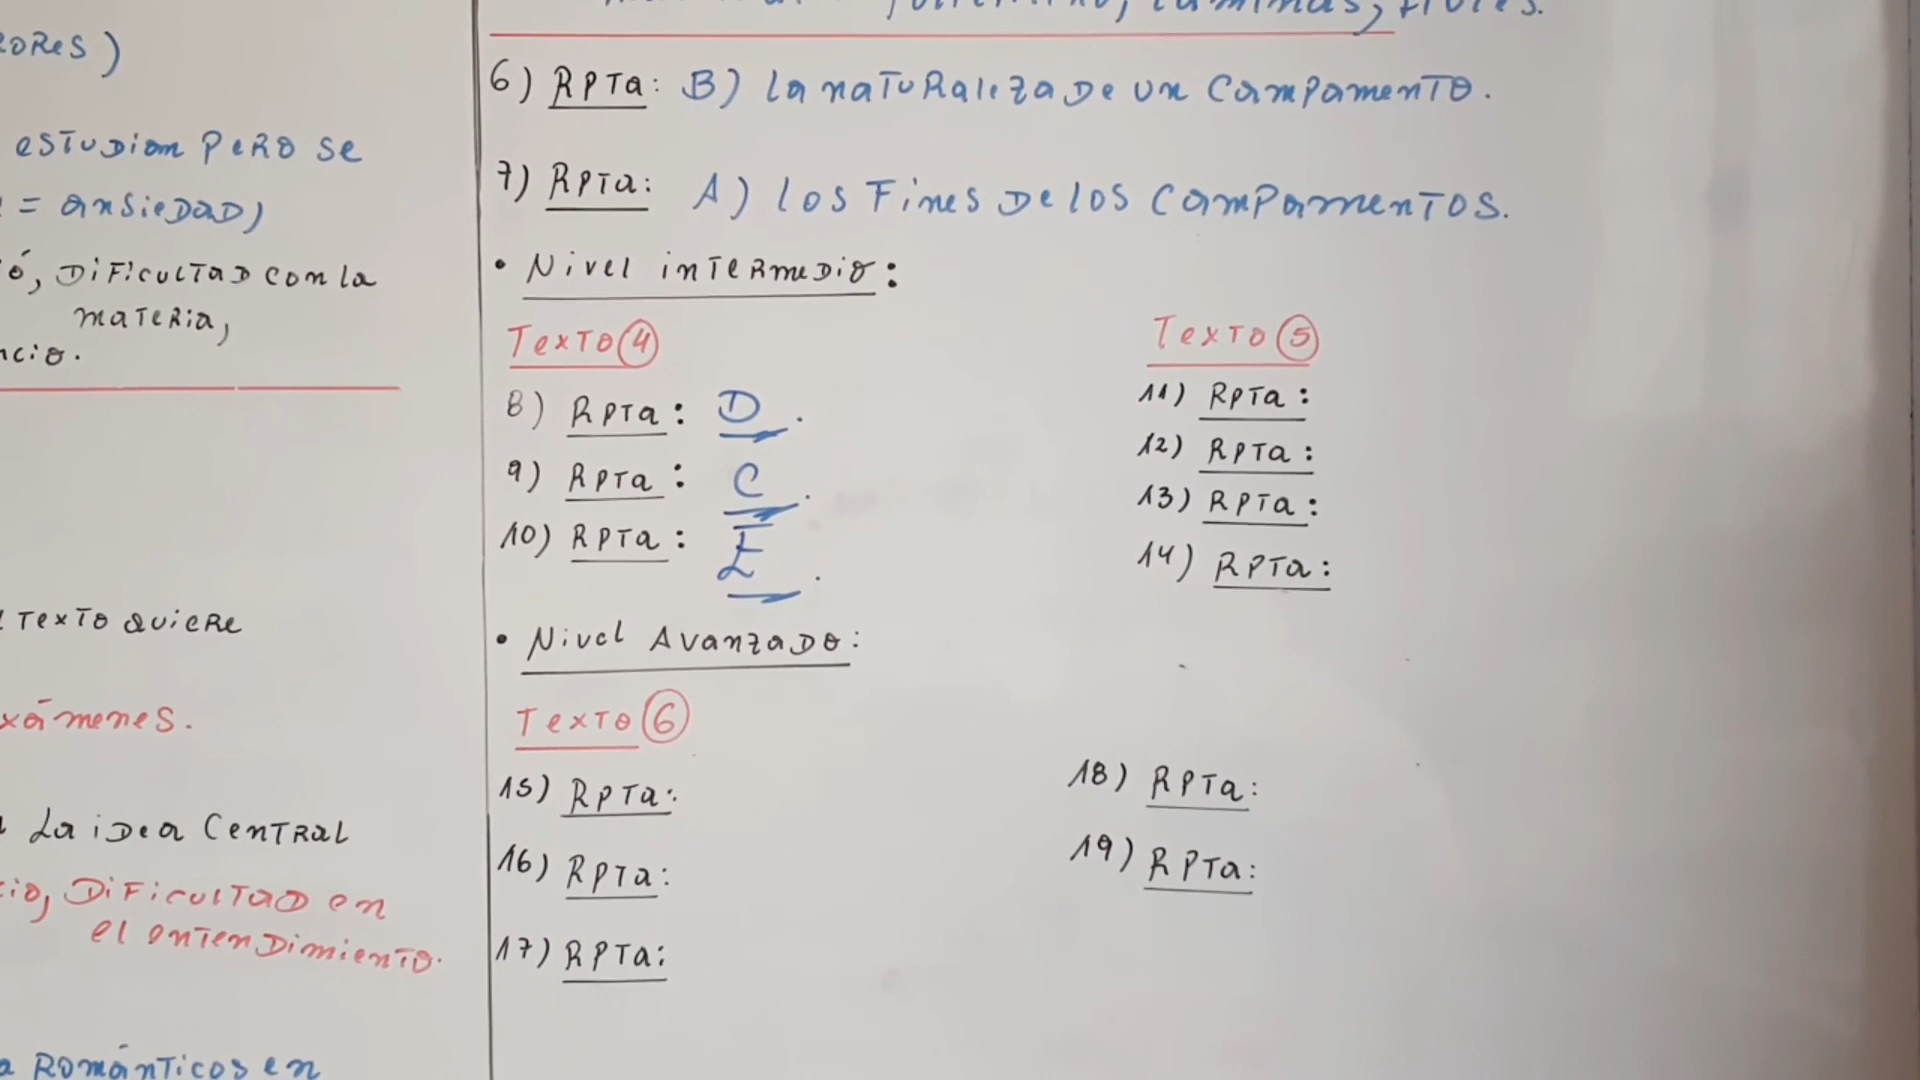 ORes)
estudian pero se
= ansiedad)
ó, dificultad con la
materia,
ncio.
texto quiere
xámenes.
La idea central
cio, dificultad en
el entendimiento.
a Románticos en
láminas, flores.
6) Rpta: B) la naturaleza de un campamento.
7) Rpta: A) los fines de los campamentos.
• Nivel intermedio:
Texto 4
8) Rpta: D.
9) Rpta: C.
10) Rpta: E.
Texto 5
11) Rpta:
12) Rpta:
13) Rpta:
14) Rpta:
• Nivel Avanzado:
Texto 6
15) Rpta:
16) Rpta:
17) Rpta:
18) Rpta:
19) Rpta: